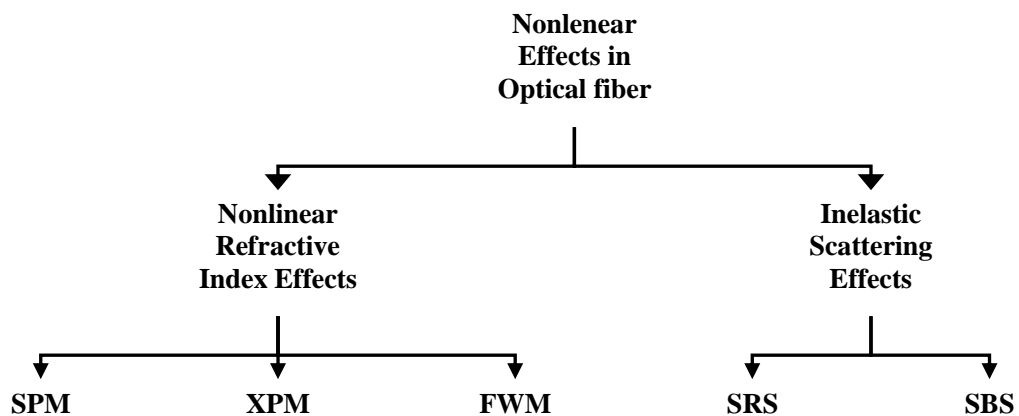 Nonlenear
Effects in
Optical fiber
Nonlinear
Refractive
Index Effects
Inelastic
Scattering
Effects
SPM
XPM
FWM
SRS
SBS